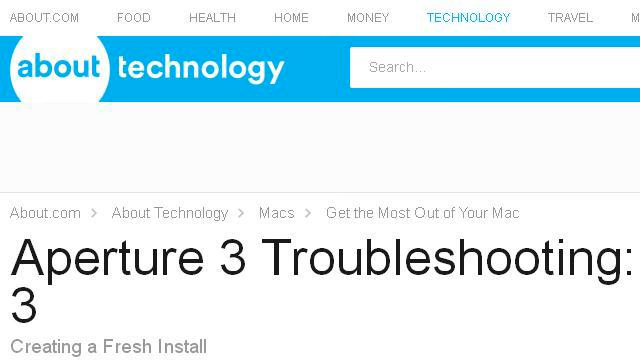 ABOUT.COM FOOD HEALTH HOME MONEY TECHNOLOGY TRAVEL
about technology Search...
About.com > About Technology > Macs > Get the Most Out of Your Mac
Aperture 3 Troubleshooting:
3
Creating a Fresh Install